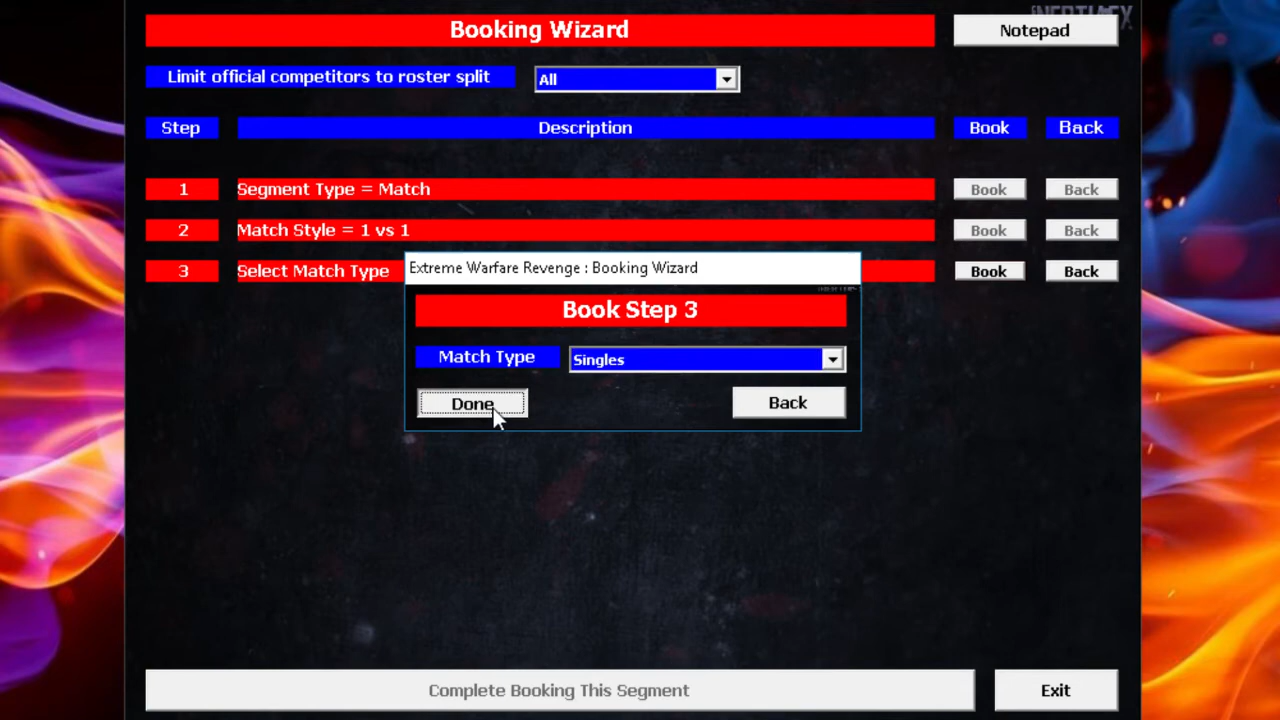 Booking Wizard
Notepad
Limit official competitors to roster split
All
Step
Description
Book
Back
1
Segment Type = Match
Book
Back
2
Match Style = 1 vs 1
Book
Back
3
Select Match Type
Book
Back
Extreme Warfare Revenge : Booking Wizard
Book Step 3
Match Type
Singles
Done
Back
Complete Booking This Segment
Exit